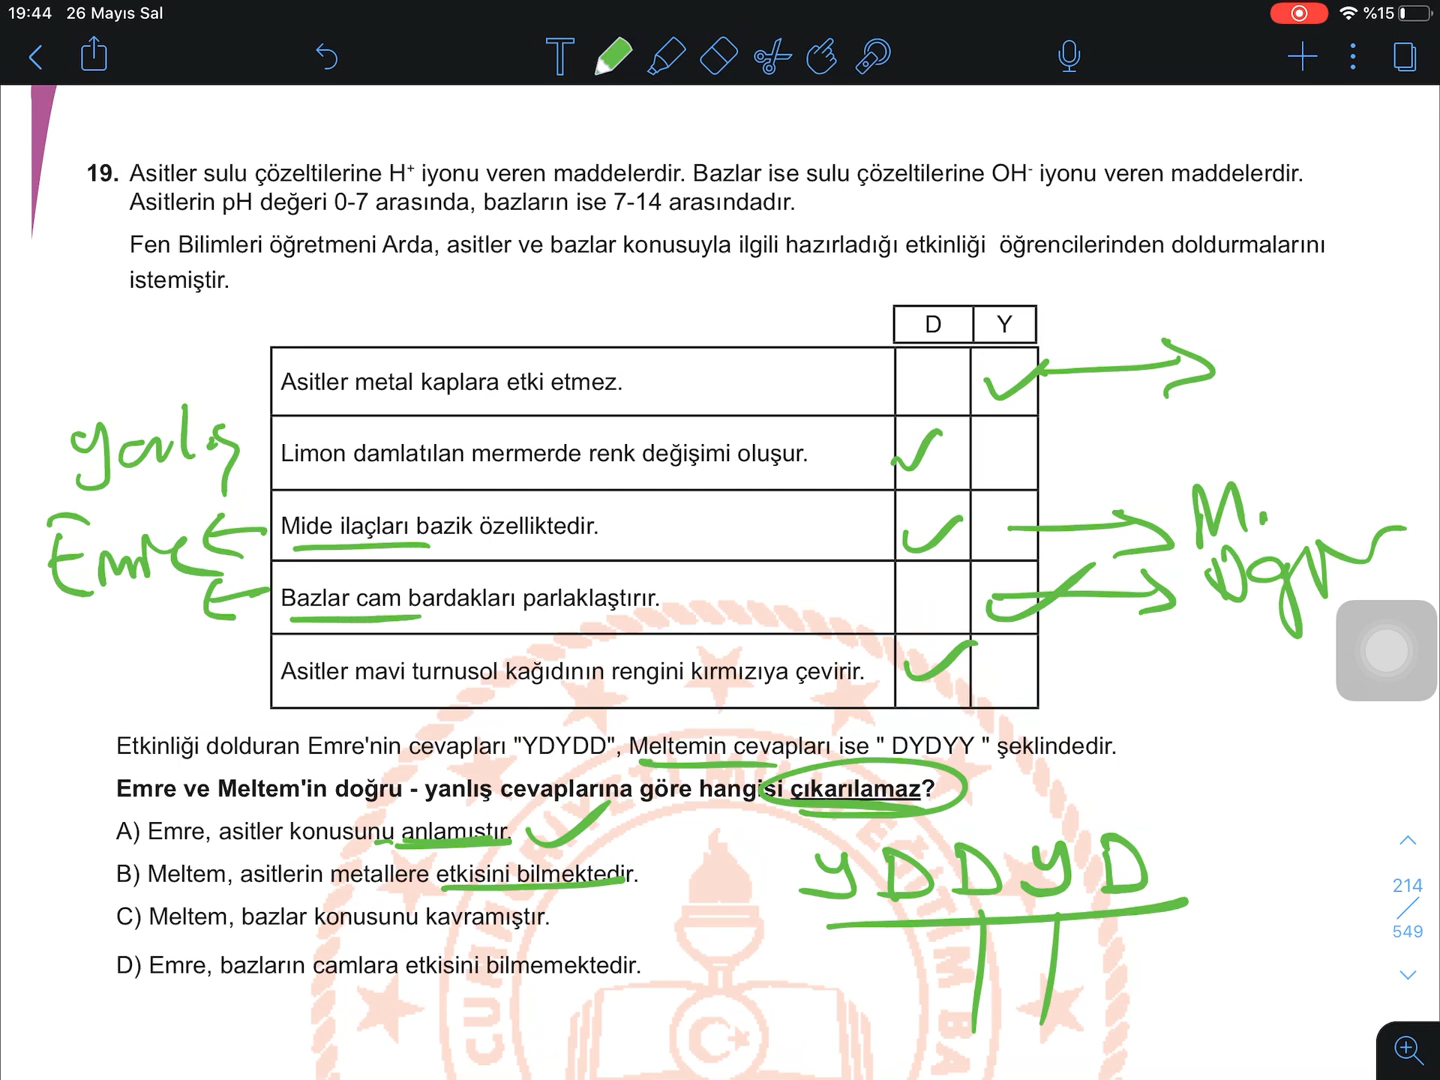 19:44 26 Mayıs Sal
%15
19. Asitler sulu çözeltilerine H+ iyonu veren maddelerdir. Bazlar ise sulu çözeltilerine OH- iyonu veren maddelerdir.
Asitlerin pH değeri 0-7 arasında, bazların ise 7-14 arasındadır.
Fen Bilimleri öğretmeni Arda, asitler ve bazlar konusuyla ilgili hazırladığı etkinliği öğrencilerinden doldurmalarını
istemiştir.
D Y
Asitler metal kaplara etki etmez.
Limon damlatılan mermerde renk değişimi oluşur.
Mide ilaçları bazik özelliktedir.
Bazlar cam bardakları parlaklaştırır.
Asitler mavi turnusol kağıdının rengini kırmızıya çevirir.
yanlış
Emre
M.
Etkinliği dolduran Emre'nin cevapları "YDYDD", Meltemin cevapları ise " DYDYY " şeklindedir.
Emre ve Meltem'in doğru - yanlış cevaplarına göre hangisi çıkarılamaz?
A) Emre, asitler konusunu anlamıştır.
B) Meltem, asitlerin metallere etkisini bilmektedir.
C) Meltem, bazlar konusunu kavramıştır.
D) Emre, bazların camlara etkisini bilmemektedir.
Y D D Y D
214
549